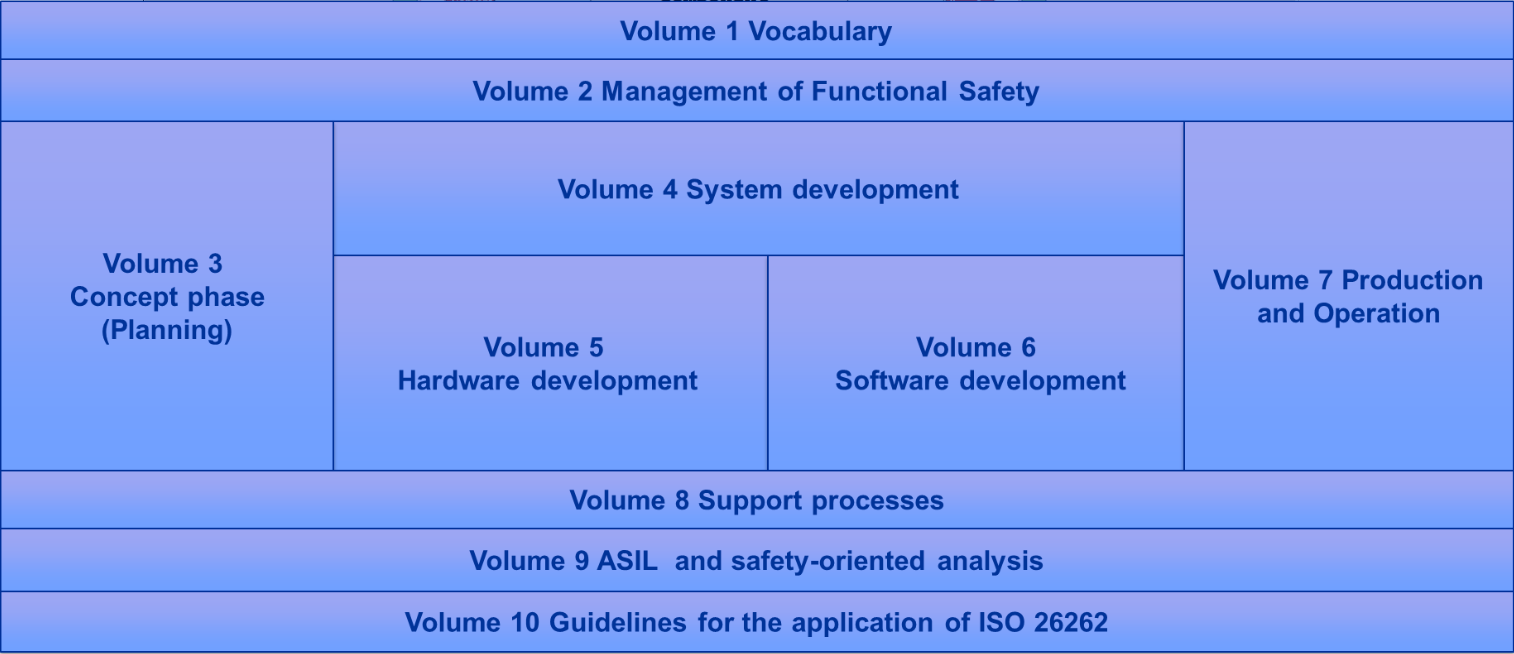 Volume 1 Vocabulary
Volume 2 Management of Functional Safety
Volume 3
Concept phase
(Planning)
Volume 4 System development
Volume 5
Hardware development
Volume 6
Software development
Volume 7 Production
and Operation
Volume 8 Support processes
Volume 9 ASIL and safety-oriented analysis
Volume 10 Guidelines for the application of ISO 26262